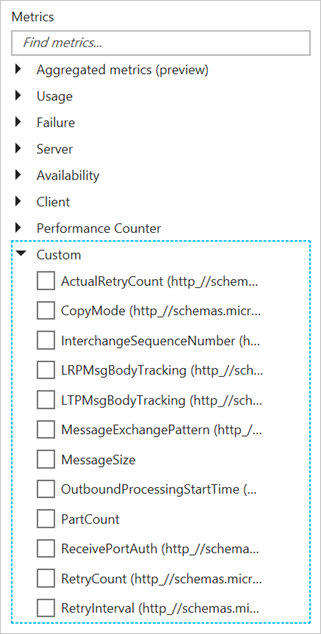 Metrics
Find metrics...
Aggregated metrics (preview)
Usage
Failure
Server
Availability
Client
Performance Counter
Custom
ActualRetryCount (http_//schem...
CopyMode (http_//schemas.micr...
InterchangeSequenceNumber (h...
LRPMsgBodyTracking (http_//sch...
LTPMsgBodyTracking (http_//sch...
MessageExchangePattern (http_/...
MessageSize
OutboundProcessingStartTime (...
PartCount
ReceivePortAuth (http_//schema...
RetryCount (http_//schemas.micr...
RetryInterval (http_//schemas.mi...